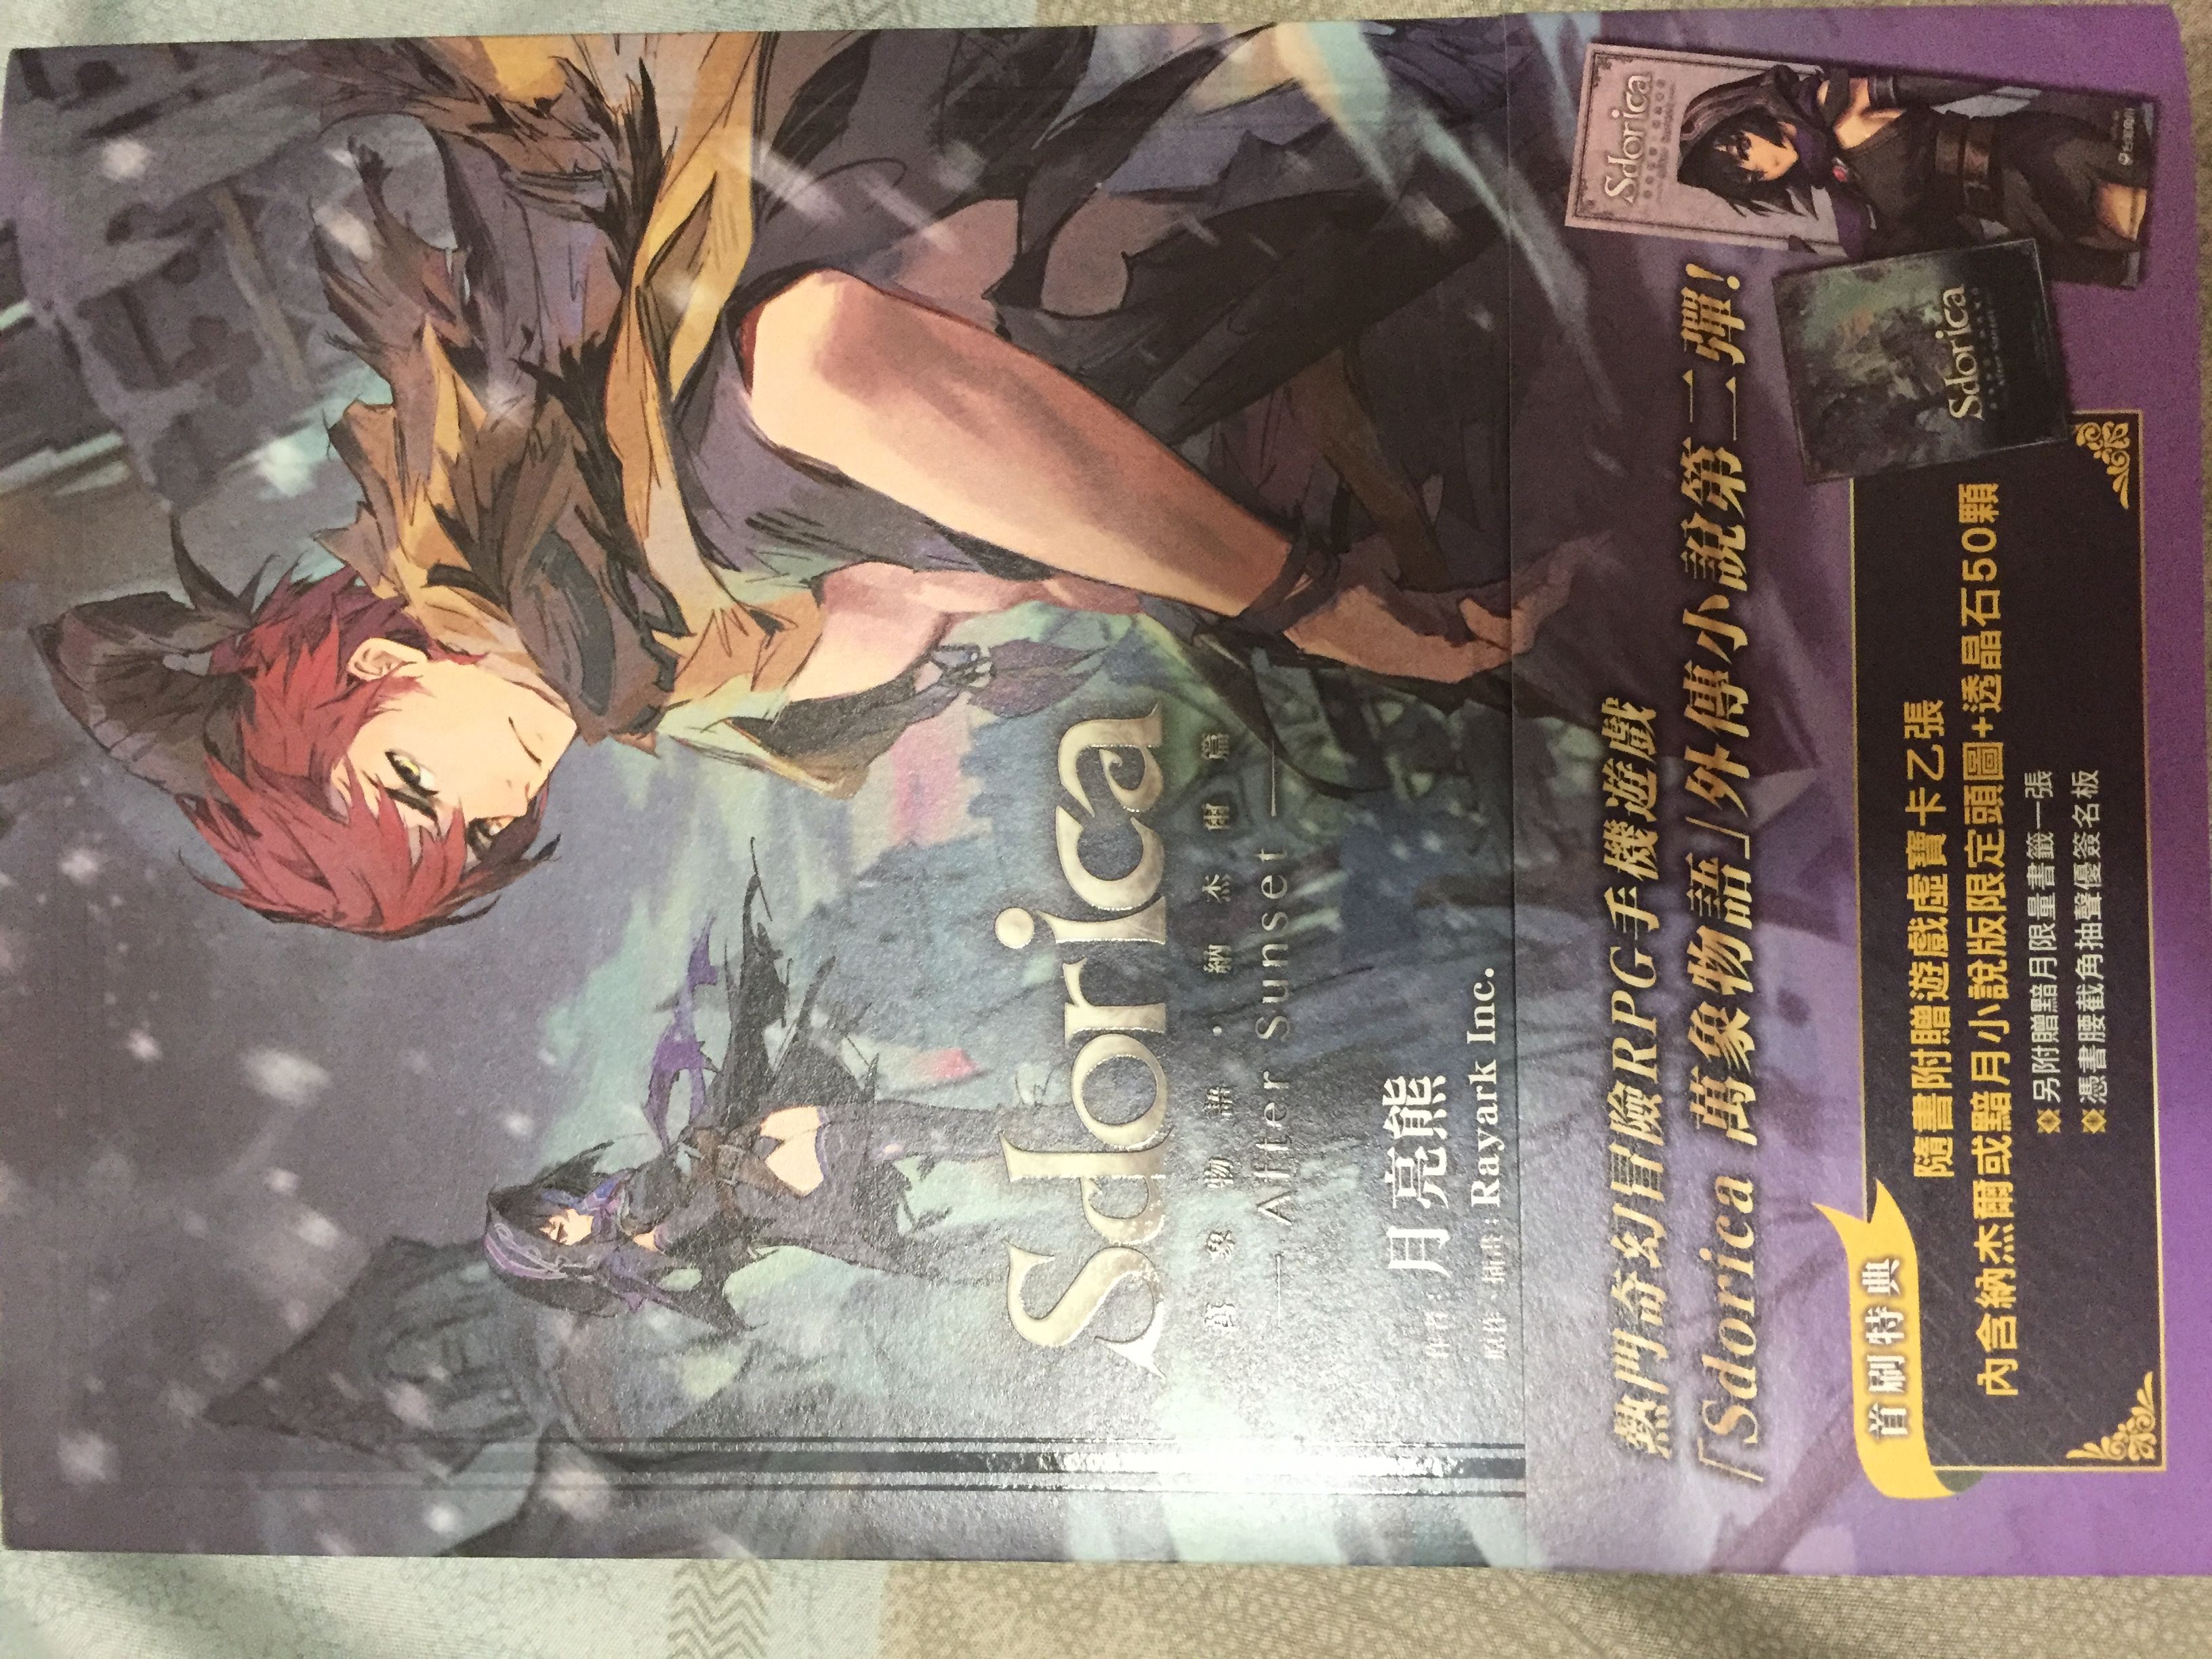 Sdorica
萬象物語・納杰爾篇
After Sunset
作者：月亮熊
原作、插畫：Rayark Inc.
熱門奇幻冒險RPG手機遊戲
「Sdorica 萬象物語」外傳小說第二彈!
首刷特典
隨書附贈遊戲虛寶卡乙張
內含納杰爾或黯月小說版限定頭圖+透晶石50顆
另附贈黯月限量書籤一張
憑書腰截角抽聲優簽名板
Sdorica
After Sunset
Sdorica
After Sunset
台灣角川